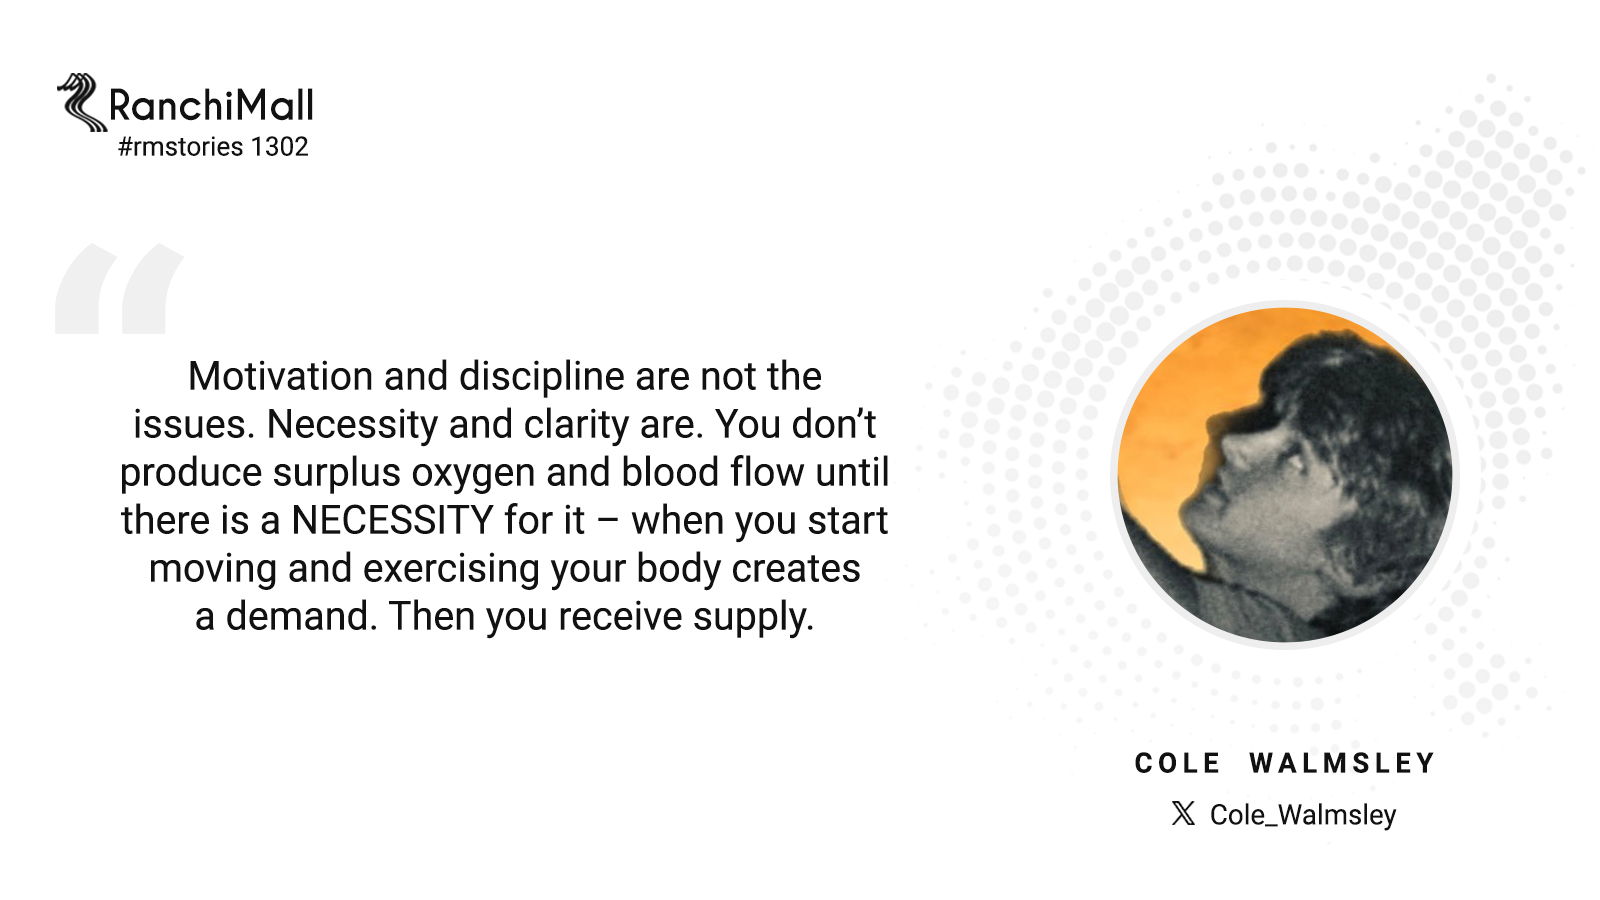 RanchiMall
#rmstories 1302
“
Motivation and discipline are not the
issues. Necessity and clarity are. You don’t
produce surplus oxygen and blood flow until
there is a NECESSITY for it – when you start
moving and exercising your body creates
a demand. Then you receive supply.
COLE WALMSLEY
𝕏 Cole_Walmsley